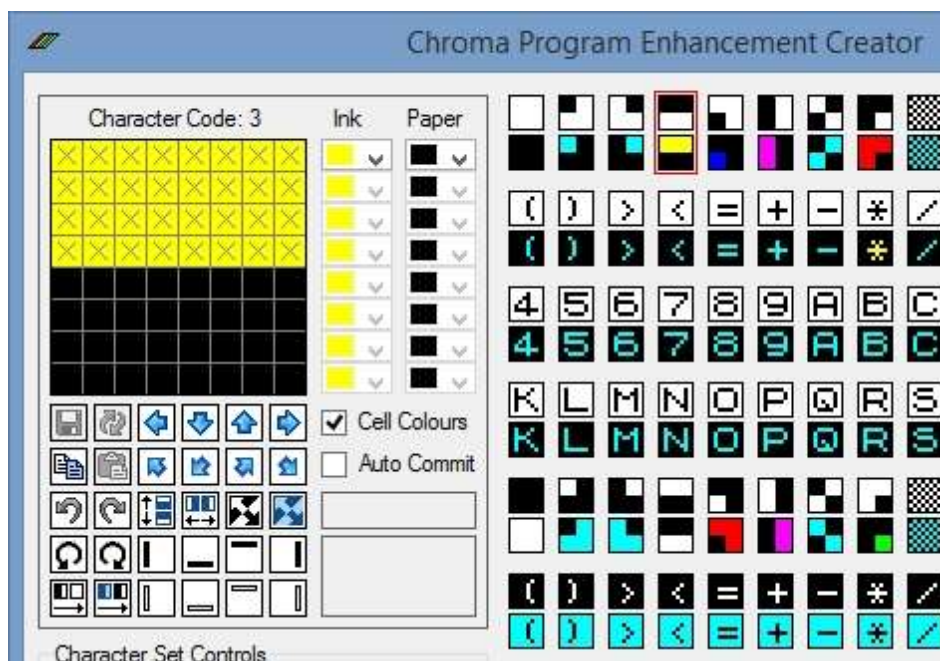 Chroma Program Enhancement Creator
Character Code: 3 Ink Paper
( ) > < = + - * /
( ) > < = + - * /
4 5 6 7 8 9 A B C
4 5 6 7 8 9 A B C
K L M N O P Q R S
K L M N O P Q R S
Cell Colours
Auto Commit
( ) > < = + - * /
( ) > < = + - * /
Character Set Controls